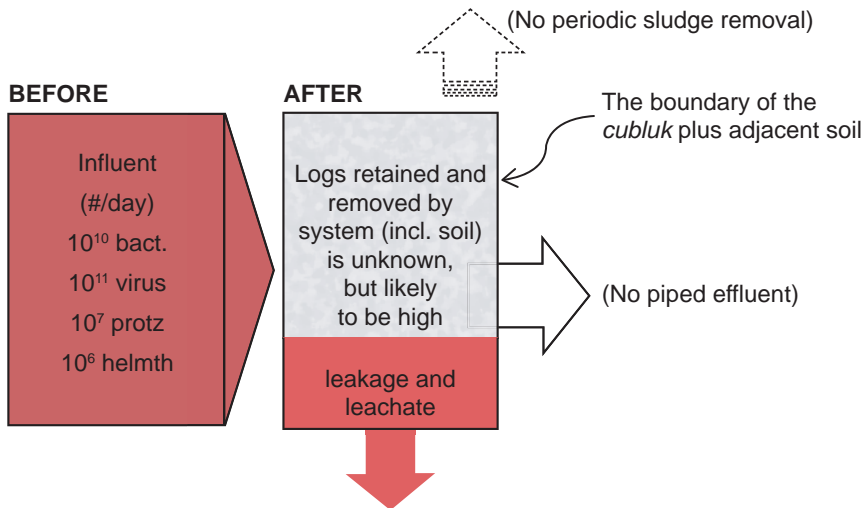 (No periodic sludge removal)
BEFORE
AFTER
The boundary of the
cubluk plus adjacent soil
Influent
(#/day)
10¹⁰ bact.
10¹¹ virus
10⁷ protz
10⁶ helmth
Logs retained and
removed by
system (incl. soil)
is unknown,
but likely
to be high
(No piped effluent)
leakage and
leachate